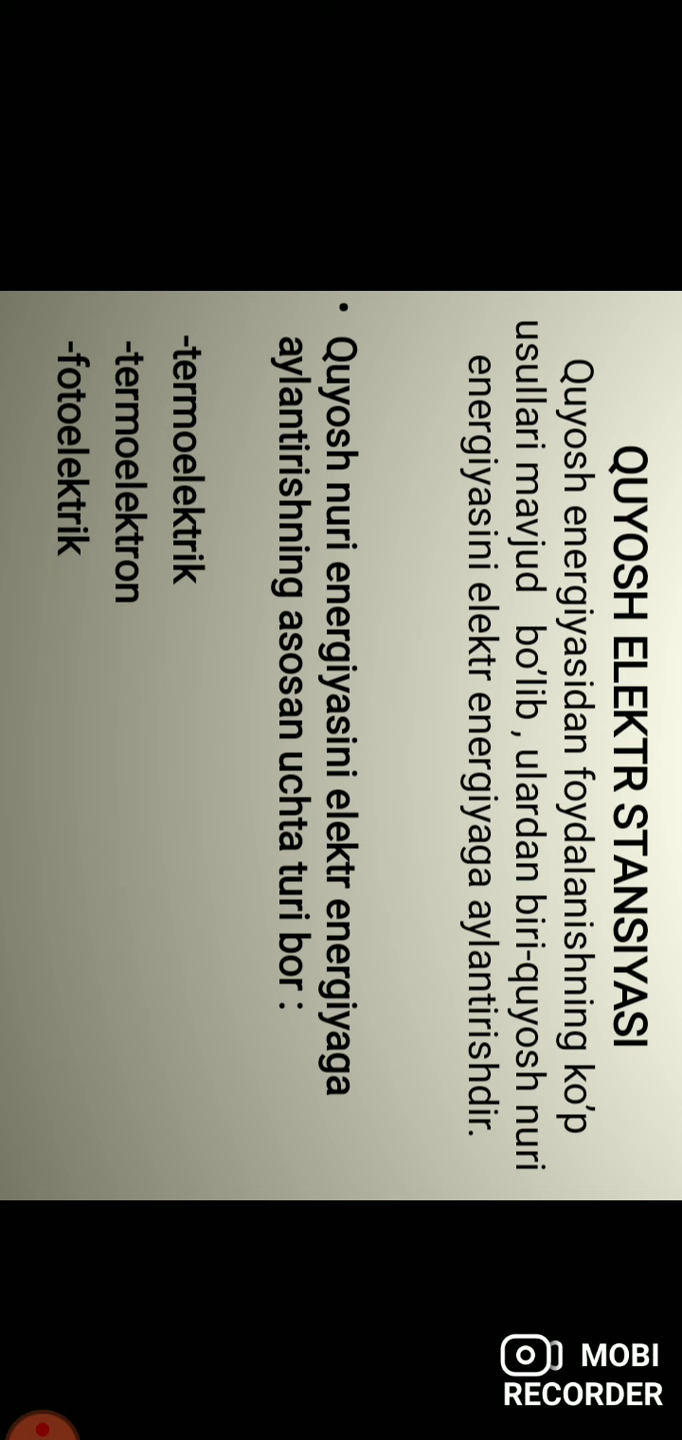 QUYOSH ELEKTR STANSIYASI
Quyosh energiyasidan foydalanishning ko'p
usullari mavjud bo'lib, ulardan biri-quyosh nuri
energiyasini elektr energiyaga aylantirishdir.
• Quyosh nuri energiyasini elektr energiyaga
aylantirishning asosan uchta turi bor :
-termoelektrik
-termoelektron
-fotoelektrik
MOBI
RECORDER